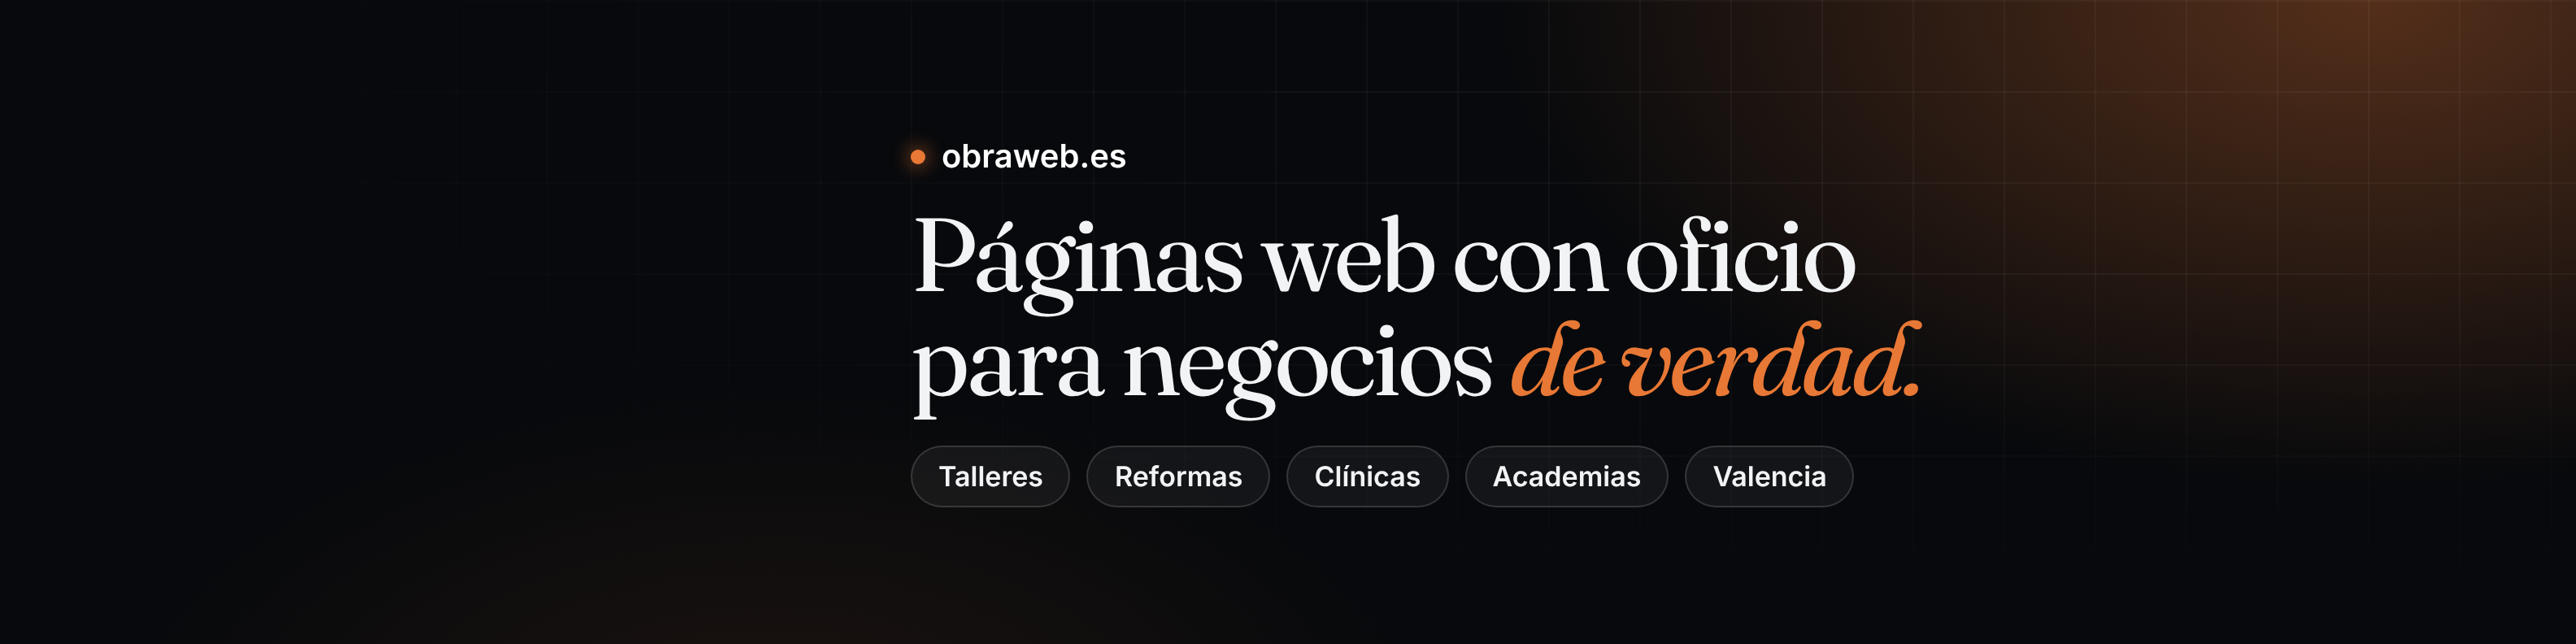 obraweb.es
Páginas web con oficio
para negocios de verdad.
Talleres Reformas Clínicas Academias Valencia